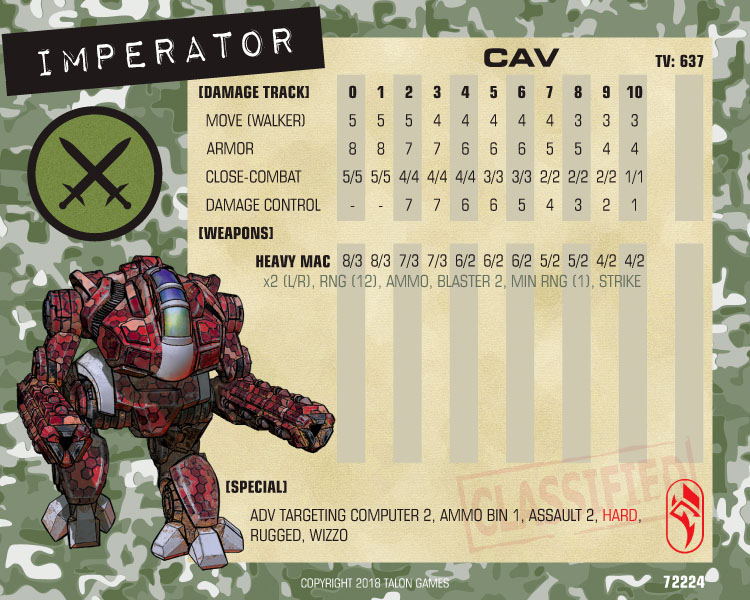 IMPERATOR
CAV
TV: 637
[DAMAGE TRACK] 0 1 2 3 4 5 6 7 8 9 10
MOVE (WALKER) 5 5 5 4 4 4 4 4 3 3 3
ARMOR 8 8 7 7 6 6 6 5 5 4 4
CLOSE-COMBAT 5/5 5/5 4/4 4/4 4/4 3/3 3/3 2/2 2/2 2/2 1/1
DAMAGE CONTROL - - 7 7 6 6 5 4 3 2 1
[WEAPONS]
HEAVY MAC 8/3 8/3 7/3 7/3 6/2 6/2 6/2 5/2 5/2 4/2 4/2
x2 (L/R), RNG (12), AMMO, BLASTER 2, MIN RNG (1), STRIKE
CLASSIFIED
[SPECIAL]
ADV TARGETING COMPUTER 2, AMMO BIN 1, ASSAULT 2, HARD,
RUGGED, WIZZO
COPYRIGHT 2018 TALON GAMES
72224